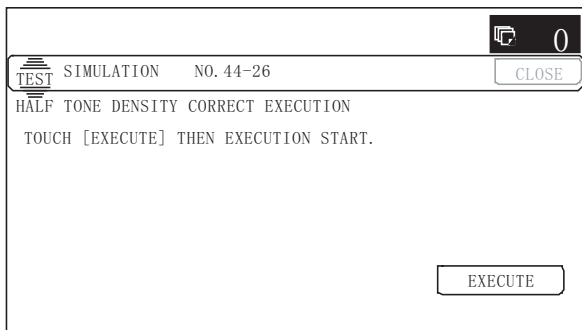 0
TEST SIMULATION NO.44-26 CLOSE
HALF TONE DENSITY CORRECT EXECUTION
TOUCH [EXECUTE] THEN EXECUTION START.
EXECUTE